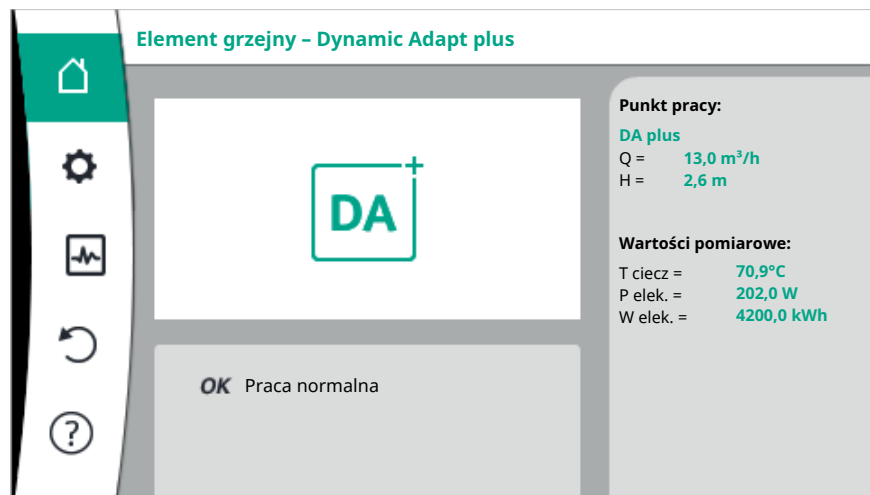 Element grzejny – Dynamic Adapt plus
DA
Punkt pracy:
DA plus
Q = 13,0 m³/h
H = 2,6 m
Wartości pomiarowe:
T ciecz = 70,9°C
P elek. = 202,0 W
W elek. = 4200,0 kWh
OK Praca normalna
?